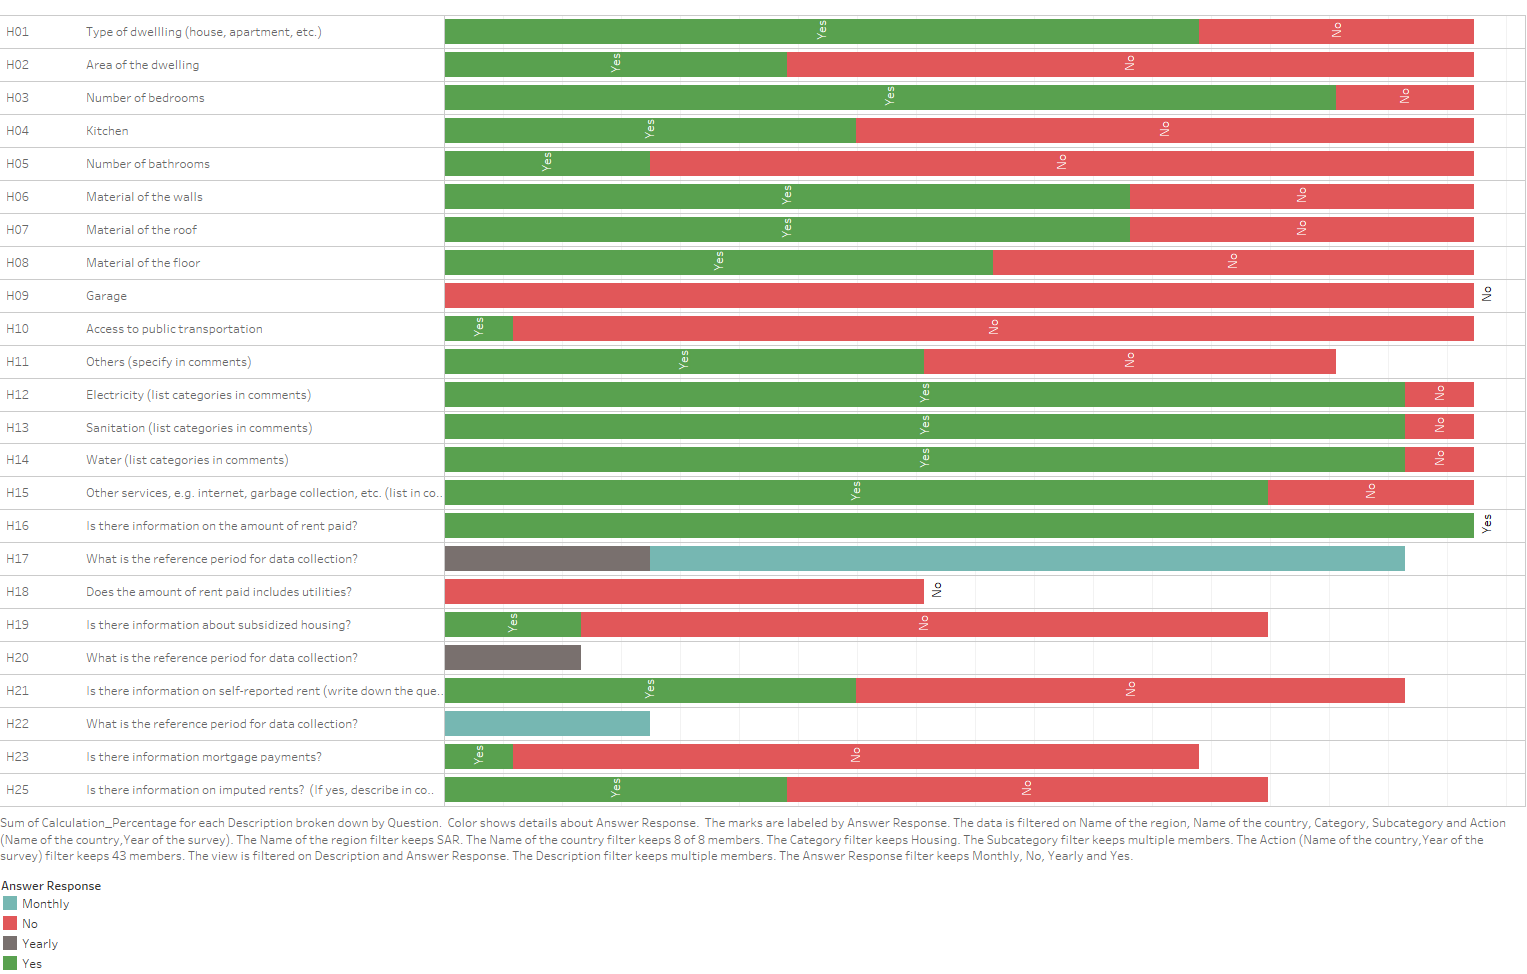 H01 Type of dwellling (house, apartment, etc.) Yes No
H02 Area of the dwelling Yes No
H03 Number of bedrooms Yes No
H04 Kitchen Yes No
H05 Number of bathrooms Yes No
H06 Material of the walls Yes No
H07 Material of the roof Yes No
H08 Material of the floor Yes No
H09 Garage No
H10 Access to public transportation Yes No
H11 Others (specify in comments) Yes No
H12 Electricity (list categories in comments) Yes No
H13 Sanitation (list categories in comments) Yes No
H14 Water (list categories in comments) Yes No
H15 Other services, e.g. internet, garbage collection, etc. (list in co.. Yes No
H16 Is there information on the amount of rent paid? Yes
H17 What is the reference period for data collection?
H18 Does the amount of rent paid includes utilities? No
H19 Is there information about subsidized housing? Yes No
H20 What is the reference period for data collection?
H21 Is there information on self-reported rent (write down the que.. Yes No
H22 What is the reference period for data collection?
H23 Is there information mortgage payments? Yes No
H25 Is there information on imputed rents? (If yes, describe in co.. Yes No
Sum of Calculation_Percentage for each Description broken down by Question. Color shows details about Answer Response. The marks are labeled by Answer Response. The data is filtered on Name of the region, Name of the country, Category, Subcategory and Action
(Name of the country,Year of the survey). The Name of the region filter keeps SAR. The Name of the country filter keeps 8 of 8 members. The Category filter keeps Housing. The Subcategory filter keeps multiple members. The Action (Name of the country,Year of the
survey) filter keeps 43 members. The view is filtered on Description and Answer Response. The Description filter keeps multiple members. The Answer Response filter keeps Monthly, No, Yearly and Yes.
Answer Response
Monthly
No
Yearly
Yes